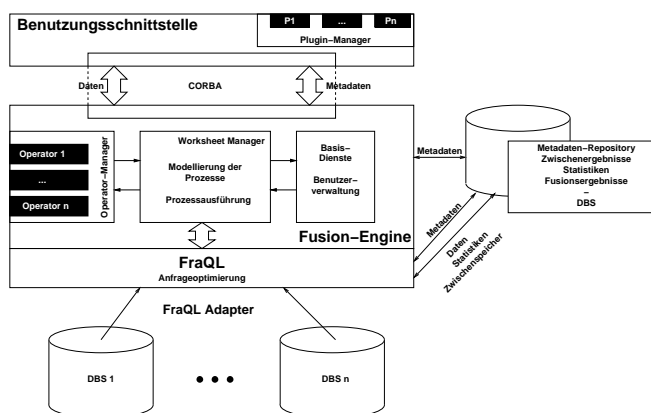 Benutzungsschnittstelle
P1
...
Pn
Plugin–Manager
Daten
CORBA
Metadaten
Operator 1
...
Operator n
Operator–Manager
Worksheet Manager
Modellierung der
Prozesse
Prozessausführung
Basis–
Dienste
Benutzer–
verwaltung
Fusion–Engine
Metadaten
Metadaten–Repository
Zwischenergebnisse
Statistiken
Fusionsergebnisse
–
DBS
Metadaten
Daten
Statistiken
Zwischenspeicher
FraQL
Anfrageoptimierung
FraQL Adapter
DBS 1
DBS n